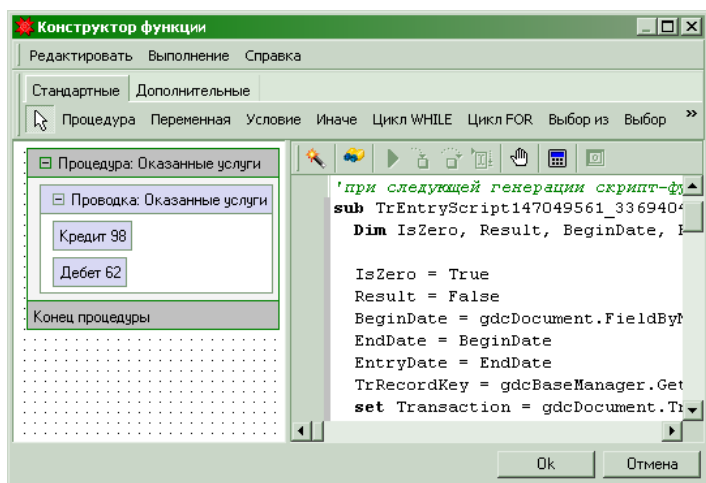 Конструктор функции
Редактировать Выполнение Справка
Стандартные Дополнительные
Процедура Переменная Условие Иначе Цикл WHILE Цикл FOR Выбор из Выбор »
Процедура: Оказанные услуги
Проводка: Оказанные услуги
Кредит 98
Дебет 62
Конец процедуры
'при следующей генерации скрипт-фу
sub TrEntryScript147049561_3369404
Dim IsZero, Result, BeginDate,
IsZero = True
Result = False
BeginDate = gdcDocument.FieldByN
EndDate = BeginDate
EntryDate = EndDate
TrRecordKey = gdcBaseManager.Get
set Transaction = gdcDocument.Tr
Ok Отмена